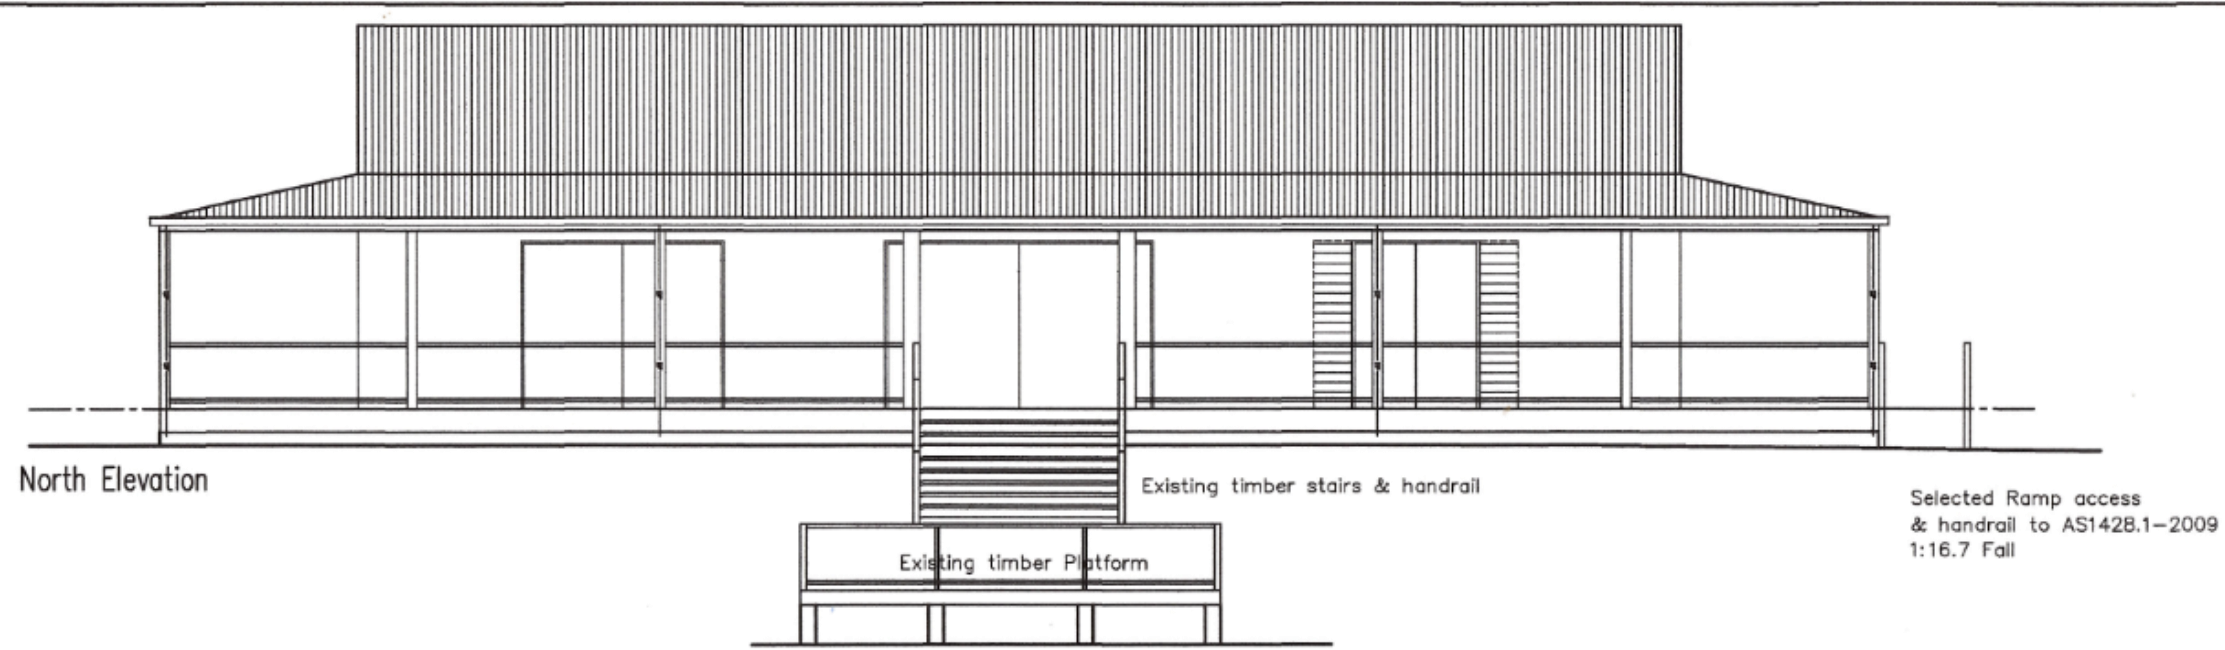 North Elevation
Existing timber stairs & handrail
Selected Ramp access
& handrail to AS1428.1-2009
1:16.7 Fall
Existing timber Platform